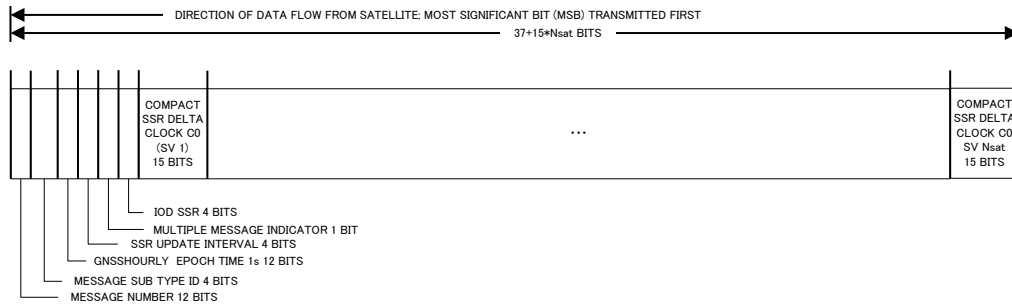 DIRECTION OF DATA FLOW FROM SATELLITE; MOST SIGNIFICANT BIT (MSB) TRANSMITTED FIRST
37+15*Nsat BITS
COMPACT
SSR DELTA
CLOCK C0
(SV 1)
15 BITS
...
COMPACT
SSR DELTA
CLOCK C0
SV Nsat
15 BITS
IOD SSR 4 BITS
MULTIPLE MESSAGE INDICATOR 1 BIT
SSR UPDATE INTERVAL 4 BITS
GNSSHOURLY EPOCH TIME 1s 12 BITS
MESSAGE SUB TYPE ID 4 BITS
MESSAGE NUMBER 12 BITS